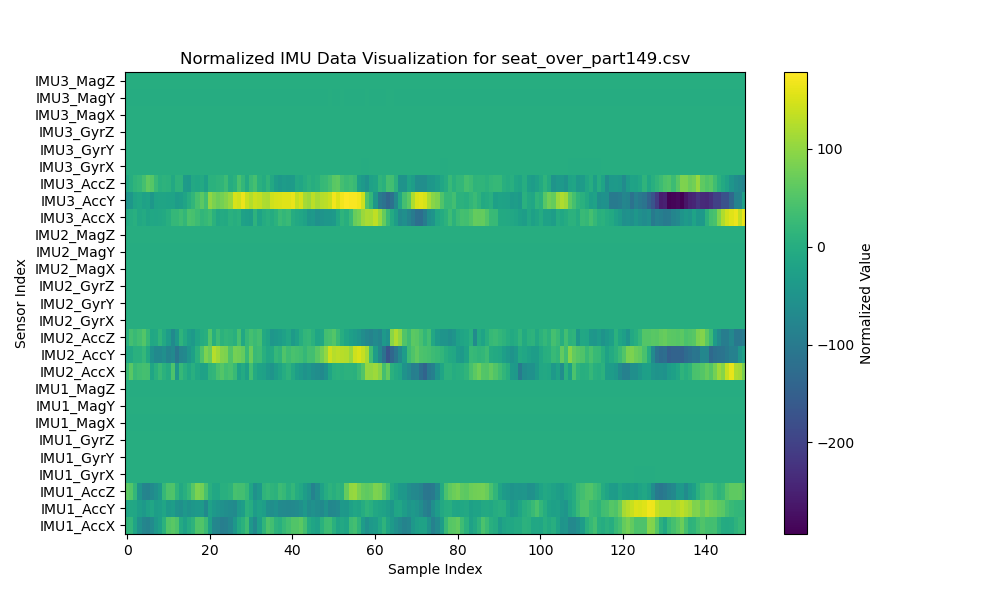 Normalized IMU Data Visualization for seat_over_part149.csv
IMU3_MagZ
IMU3_MagY
IMU3_MagX
IMU3_GyrZ
IMU3_GyrY
IMU3_GyrX
IMU3_AccZ
IMU3_AccY
IMU3_AccX
IMU2_MagZ
IMU2_MagY
IMU2_MagX
IMU2_GyrZ
IMU2_GyrY
IMU2_GyrX
IMU2_AccZ
IMU2_AccY
IMU2_AccX
IMU1_MagZ
IMU1_MagY
IMU1_MagX
IMU1_GyrZ
IMU1_GyrY
IMU1_GyrX
IMU1_AccZ
IMU1_AccY
IMU1_AccX
Sensor Index
0 20 40 60 80 100 120 140
Sample Index
100
0
−100
−200
Normalized Value